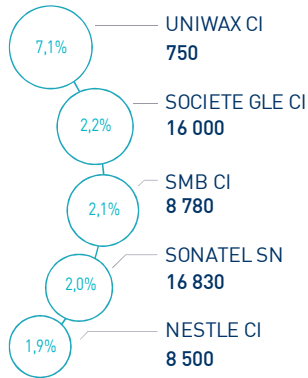 7,1%
UNIWAX CI
750
2,2%
SOCIETE GLE CI
16 000
2,1%
SMB CI
8 780
2,0%
SONATEL SN
16 830
1,9%
NESTLE CI
8 500